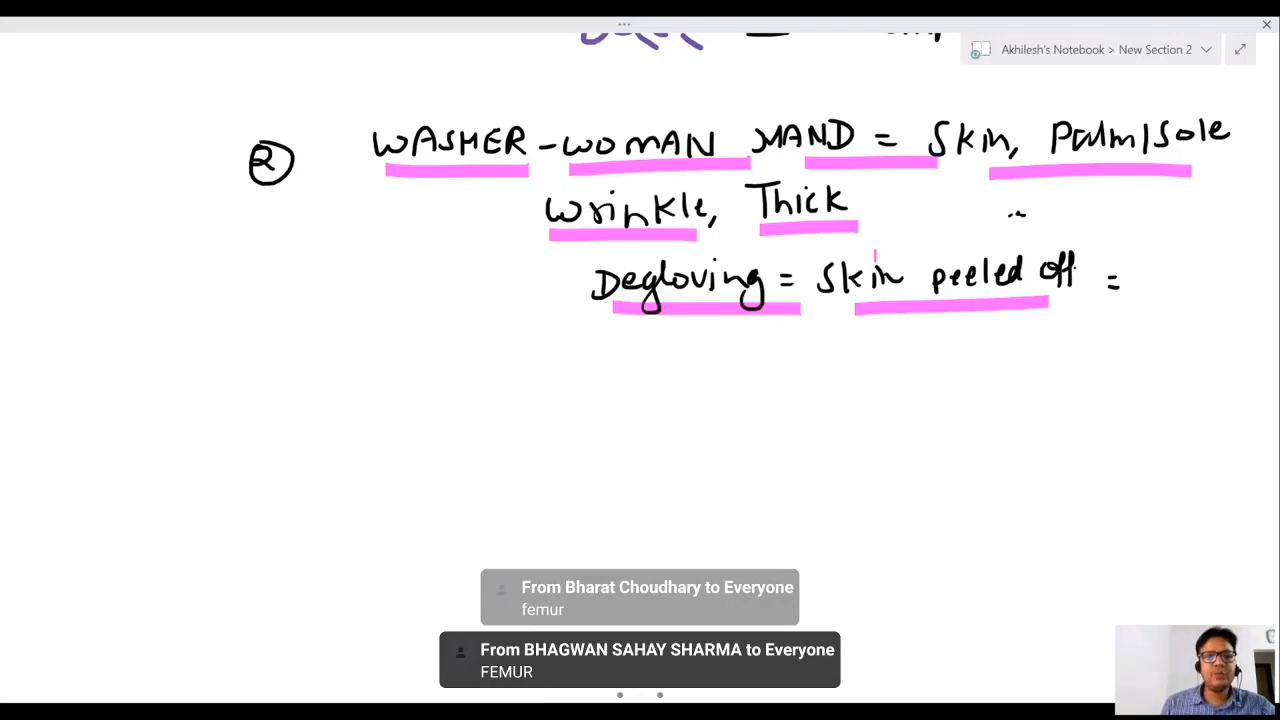 Akhilesh's Notebook > New Section 2
② WASHER-WOMAN MAND = Skin, Palm/Sole
Wrinkle, Thick
Degloving = Skin peeled off =
From Bharat Choudhary to Everyone
femur
From BHAGWAN SAHAY SHARMA to Everyone
FEMUR